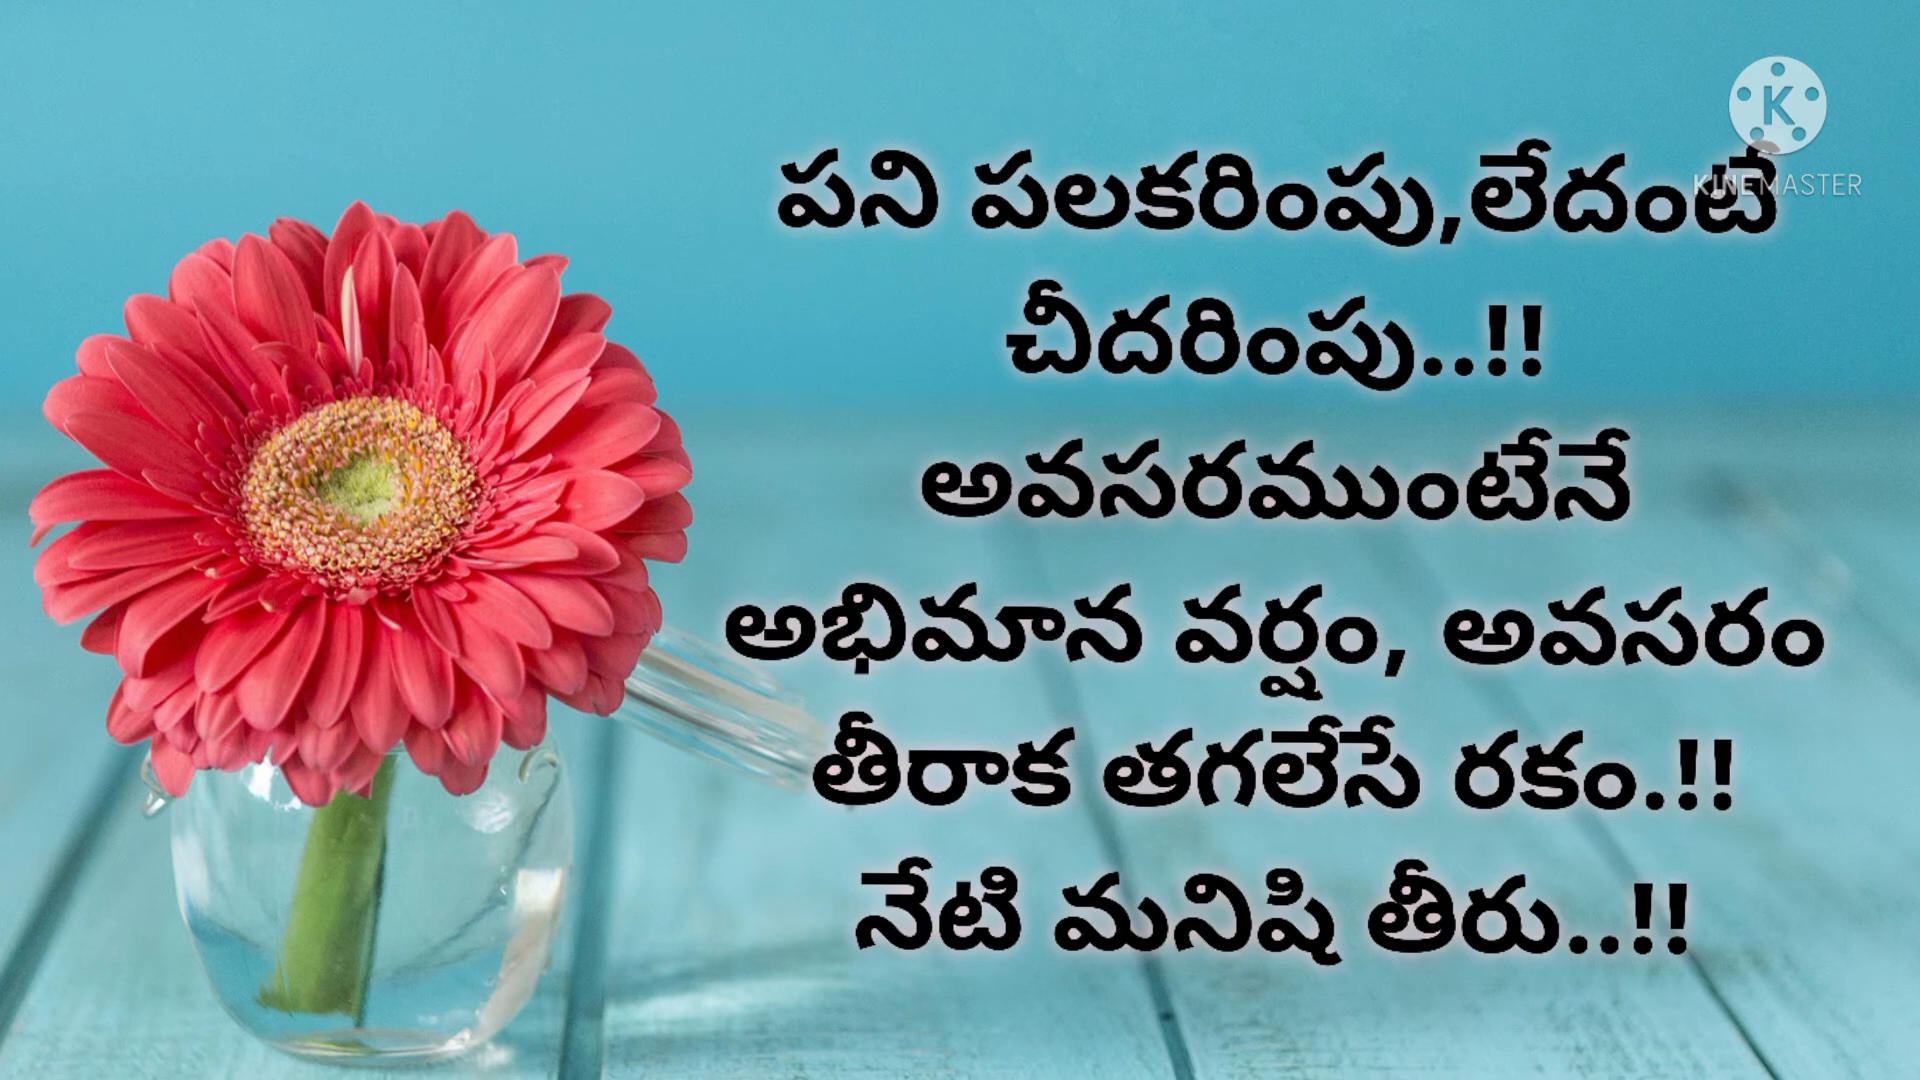 పని పలకరింపు,లేదంటే
చీదరింపు..!!
అవసరముంటేనే
అభిమాన వర్షం, అవసరం
తీరాక తగలేసే రకం.!!
నేటి మనిషి తీరు..!!
K
KINEMASTER